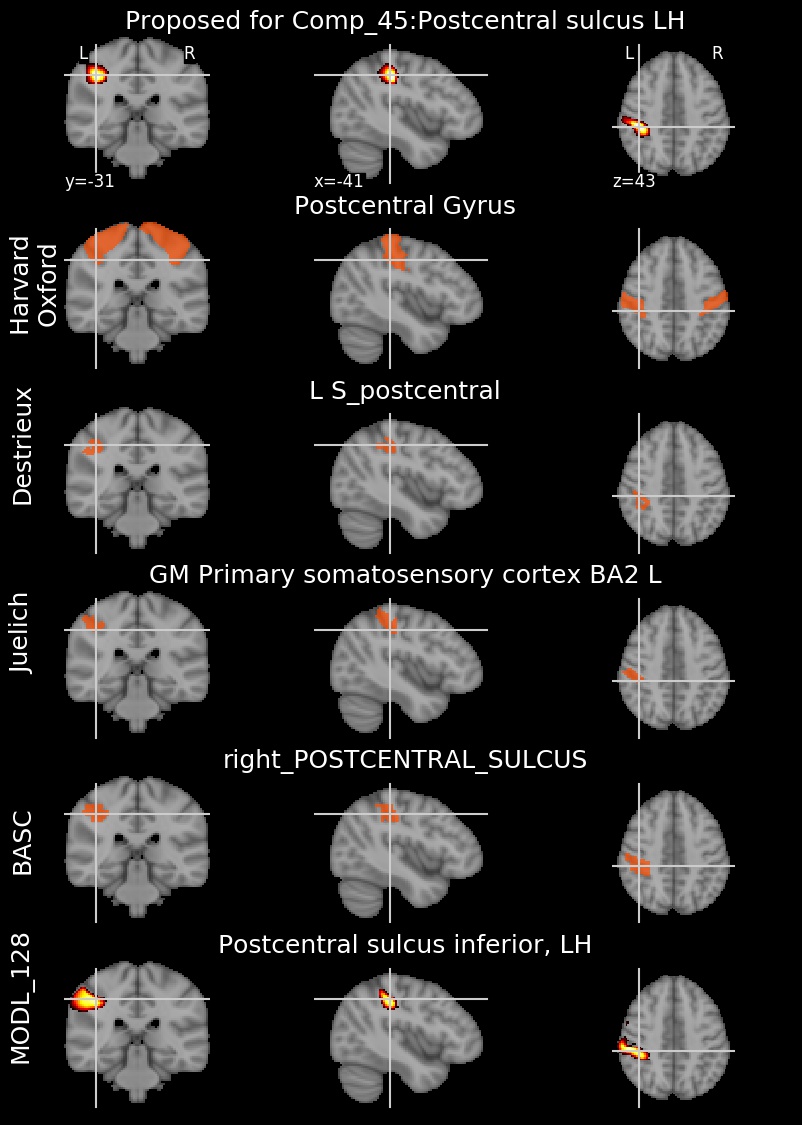 Proposed for Comp_45:Postcentral sulcus LH
L R L R
y=-31 x=-41 z=43
Postcentral Gyrus
Harvard
Oxford
L S_postcentral
Destrieux
GM Primary somatosensory cortex BA2 L
Juelich
right_POSTCENTRAL_SULCUS
BASC
Postcentral sulcus inferior, LH
MODL_128